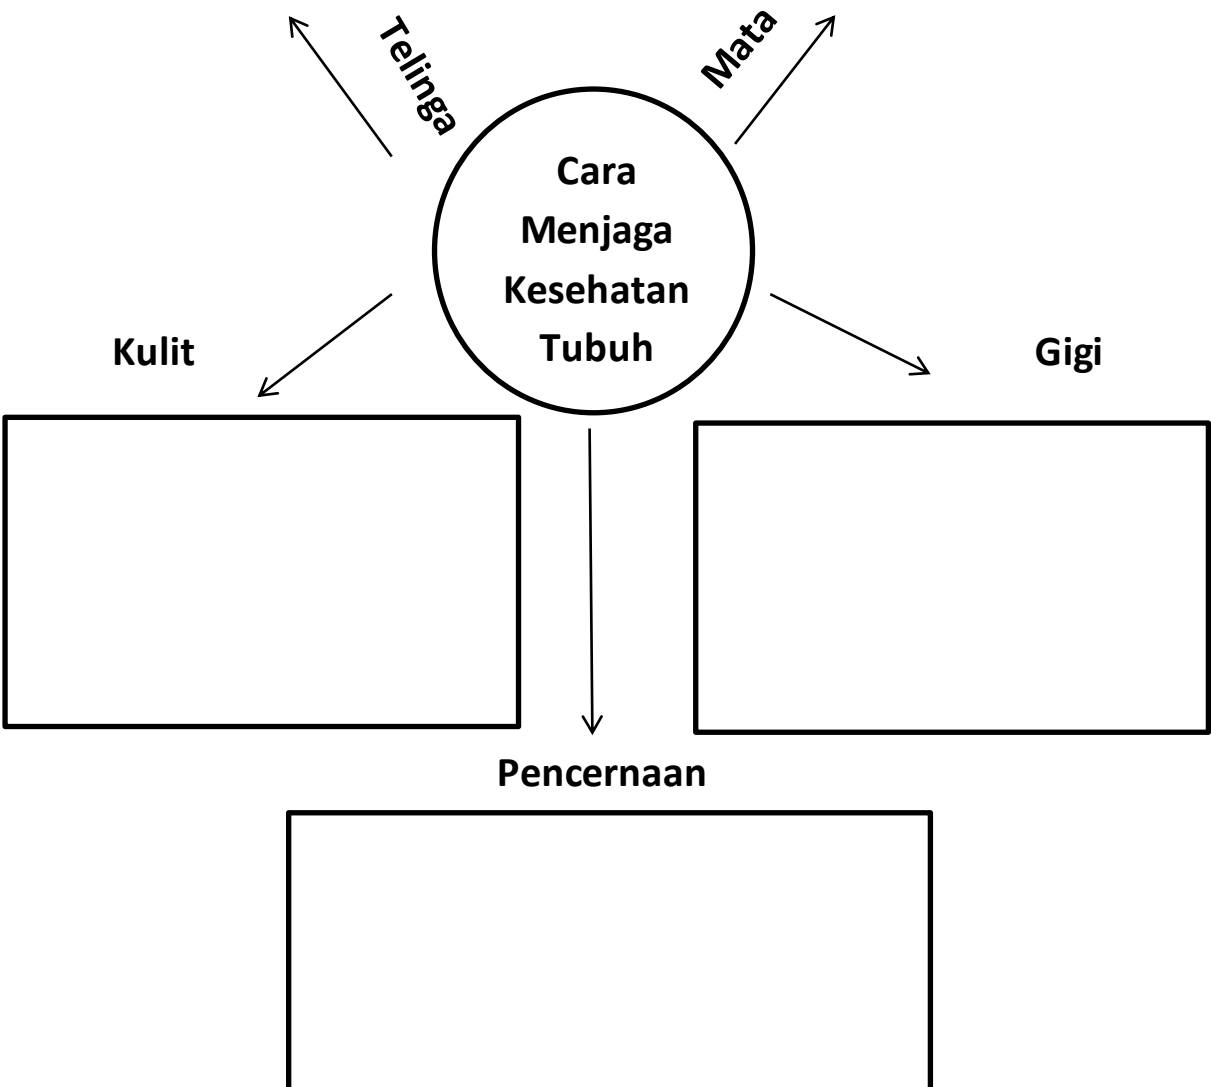 Telinga
Mata
Cara
Menjaga
Kesehatan
Tubuh
Kulit
Gigi
Pencernaan